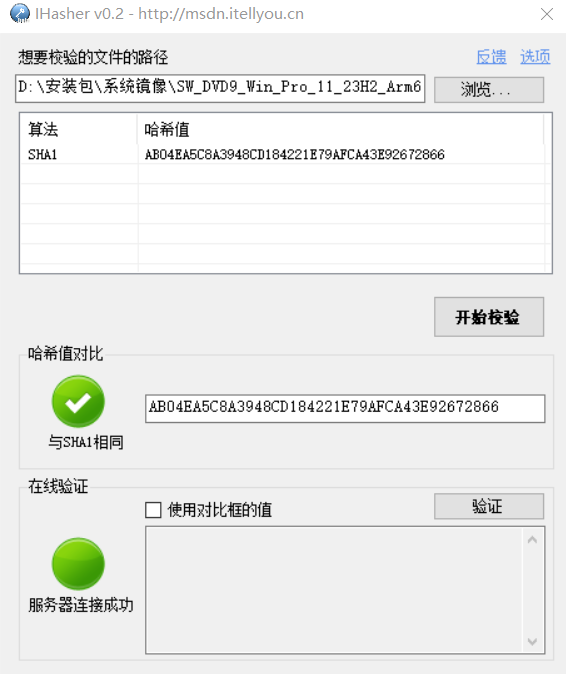 IHasher v0.2 - http://msdn.itellyou.cn
想要校验的文件的路径
反馈 选项
D:\安装包\系统镜像\SW_DVD9_Win_Pro_11_23H2_Arm6
浏览...
算法 哈希值
SHA1 AB04EA5C8A3948CD184221E79AFCA43E92672866
开始校验
哈希值对比
AB04EA5C8A3948CD184221E79AFCA43E92672866
与SHA1相同
在线验证
使用对比框的值
验证
服务器连接成功